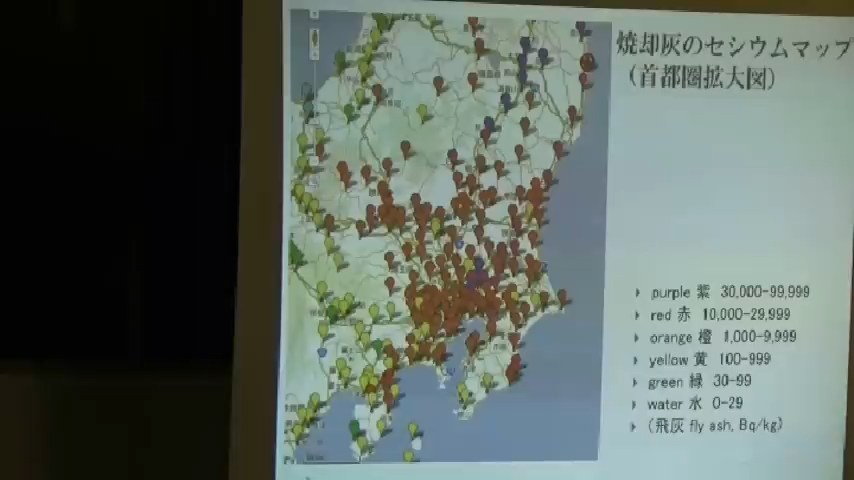 焼却灰のセシウムマップ
（首都圏拡大図）
purple 紫 30,000-99,999
red 赤 10,000-29,999
orange 橙 1,000-9,999
yellow 黄 100-999
green 緑 30-99
water 水 0-29
(飛灰 fly ash, Bq/kg)